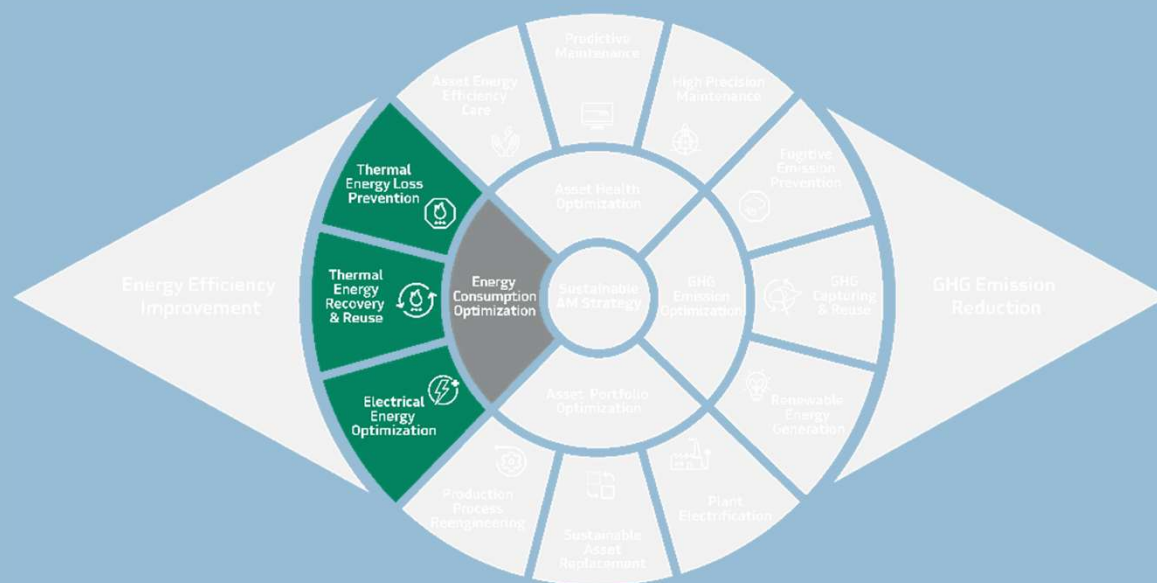 Predictive
Maintenance
Asset Energy
Efficiency
Care
High Precision
Maintenance
Thermal
Energy Loss
Prevention
Fugitive
Emission
Prevention
Asset Health
Optimization
Thermal
Energy
Recovery
& Reuse
Energy
Consumption
Optimization
Sustainable
AM Strategy
GHG
Emission
Optimization
GHG
Capturing
& Reuse
Energy Efficiency
Improvement
GHG Emission
Reduction
Electrical
Energy
Optimization
Asset Portfolio
Optimization
Renewable
Energy
Generation
Production
Process
Reengineering
Sustainable
Asset
Replacement
Plant
Electrification